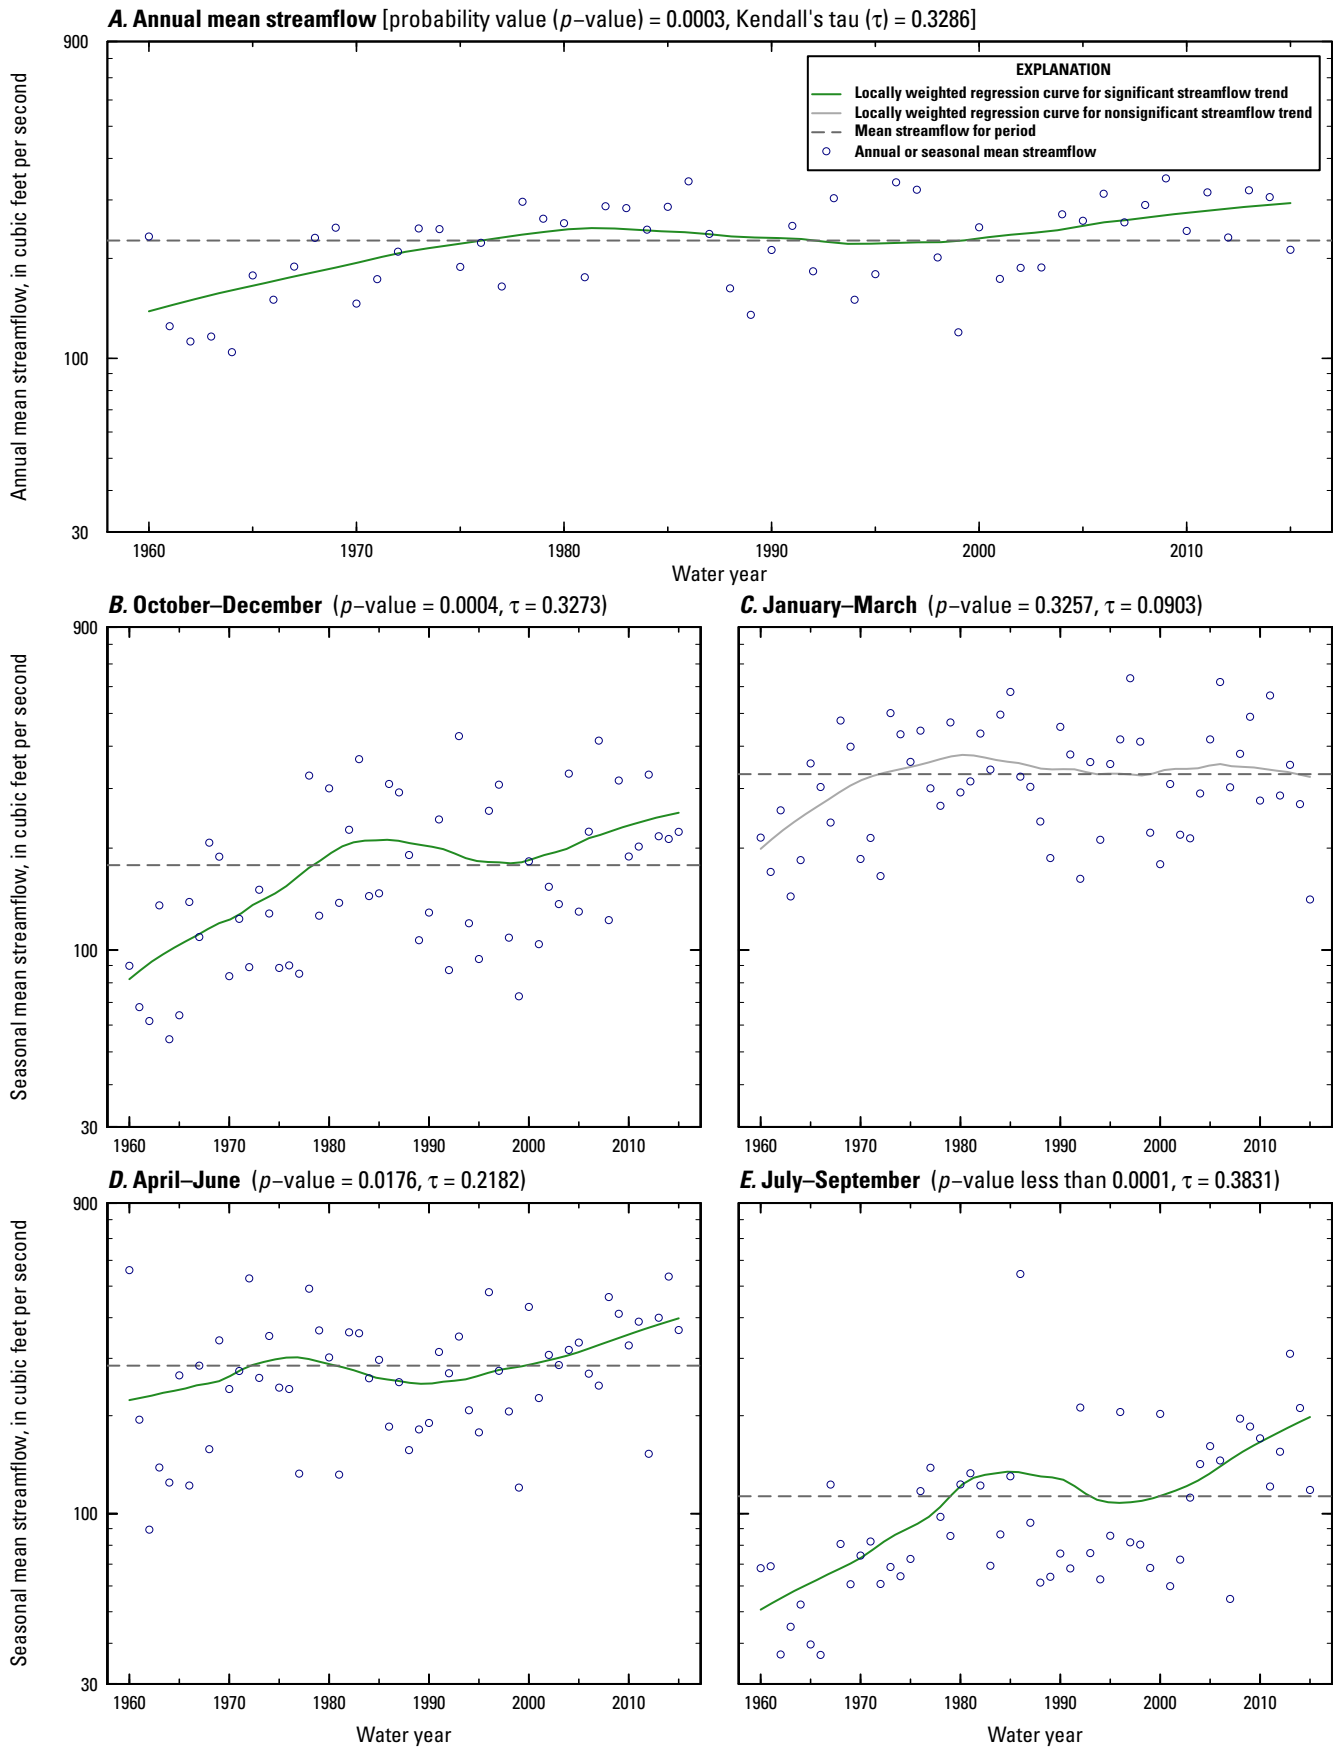 A. Annual mean streamflow [probability value (p–value) = 0.0003, Kendall's tau (τ) = 0.3286]
900
EXPLANATION
Locally weighted regression curve for significant streamflow trend
Locally weighted regression curve for nonsignificant streamflow trend
Mean streamflow for period
Annual or seasonal mean streamflow
Annual mean streamflow, in cubic feet per second
100
30
1960 1970 1980 1990 2000 2010
Water year
B. October–December (p–value = 0.0004, τ = 0.3273)
C. January–March (p–value = 0.3257, τ = 0.0903)
900
Seasonal mean streamflow, in cubic feet per second
100
30
1960 1970 1980 1990 2000 2010
1960 1970 1980 1990 2000 2010
D. April–June (p–value = 0.0176, τ = 0.2182)
E. July–September (p–value less than 0.0001, τ = 0.3831)
900
Seasonal mean streamflow, in cubic feet per second
100
30
1960 1970 1980 1990 2000 2010
1960 1970 1980 1990 2000 2010
Water year
Water year